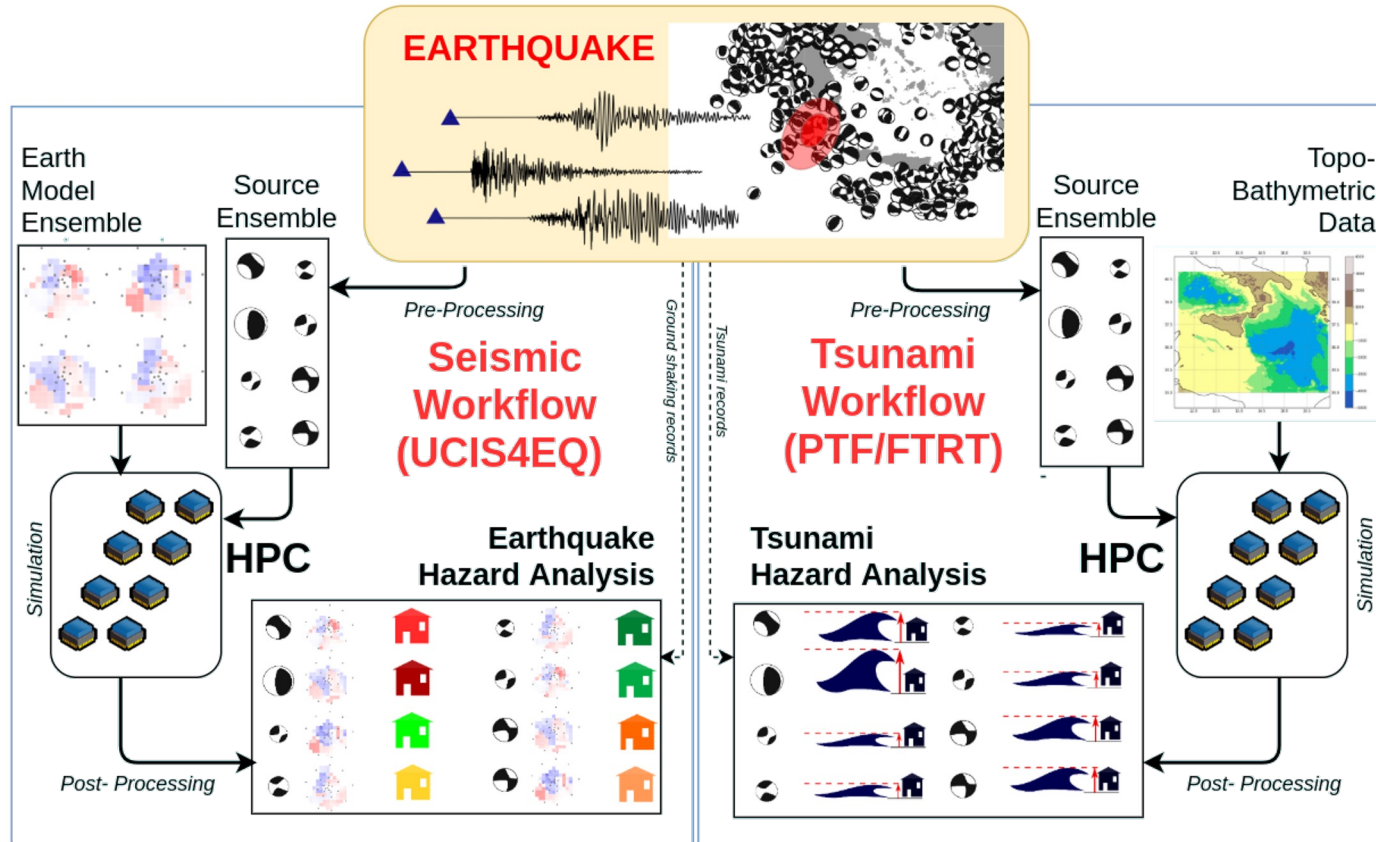 EARTHQUAKE
Earth
Model
Ensemble
Source
Ensemble
Pre-Processing
Seismic
Workflow
(UCIS4EQ)
Ground shaking records
Simulation
HPC
Earthquake
Hazard Analysis
Post- Processing
Tsunami records
Source
Ensemble
Topo-
Bathymetric
Data
Pre-Processing
Tsunami
Workflow
(PTF/FTRT)
HPC
Simulation
Tsunami
Hazard Analysis
Post- Processing